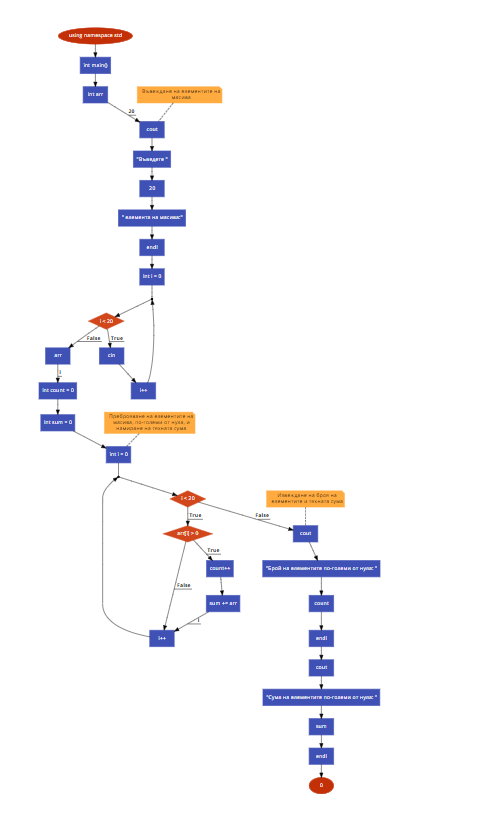 using namespace std
int main()
int arr
Въвеждане на елементите на
масива
20
cout
"Въведете "
20
" елемента на масива:"
endl
int i = 0
i < 20
False
True
arr
cin
i
i++
int count = 0
int sum = 0
Преброяване на елементите на
масива, по-големи от нула, и
намиране на тяхната сума
int i = 0
i < 20
Извеждане на броя на
елементите и тяхната сума
True
False
arr[i] > 0
cout
True
count++
"Брой на елементите по-големи от нула: "
False
sum += arr
count
i
i++
endl
cout
"Сума на елементите по-големи от нула: "
sum
endl
0